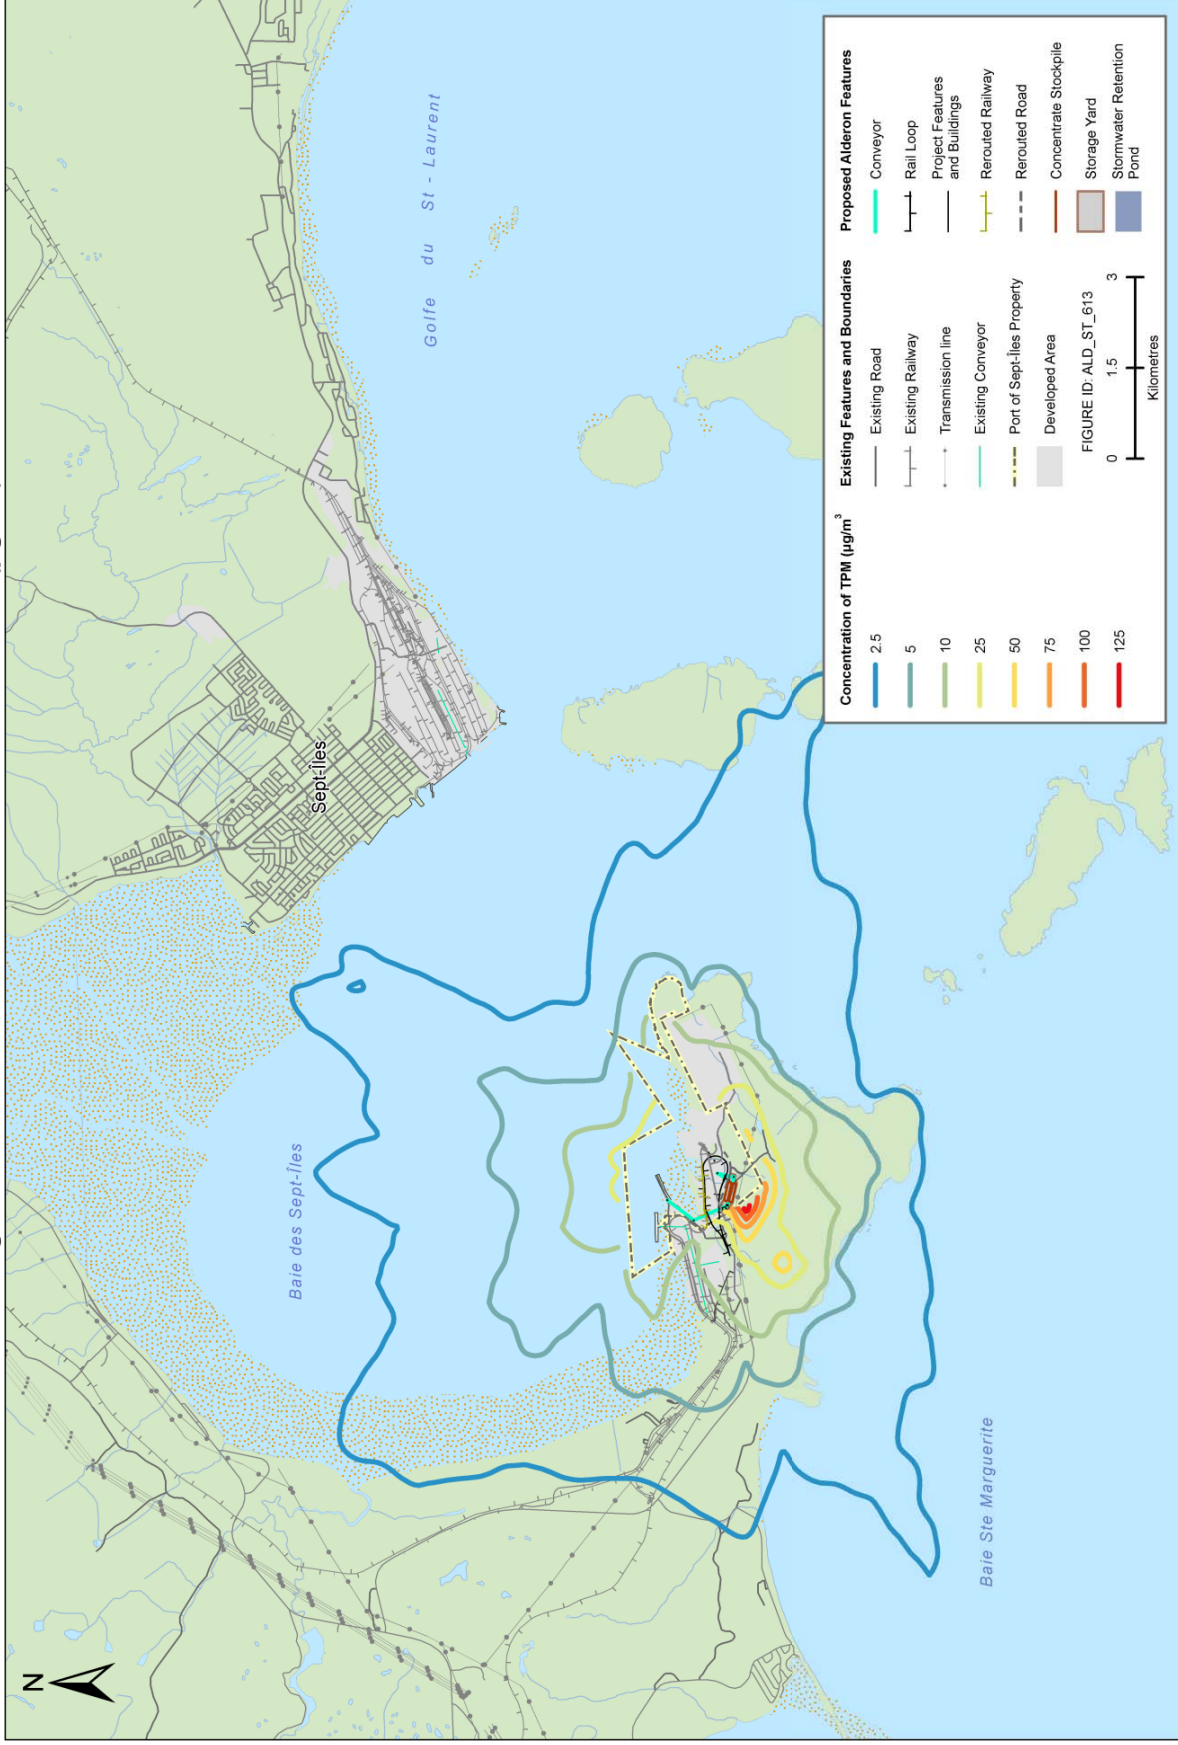 N
Sept-Îles
Golfe du St - Laurent
Baie des Sept-Îles
Baie Ste Marguerite
Concentration of TPM (µg/m³
2.5
5
10
25
50
75
100
125
Existing Features and Boundaries
Existing Road
Existing Railway
Transmission line
Existing Conveyor
Port of Sept-Îles Property
Developed Area
FIGURE ID: ALD_ST_613
0 1.5 3
Kilometres
Proposed Alderon Features
Conveyor
Rail Loop
Project Features
and Buildings
Rerouted Railway
Rerouted Road
Concentrate Stockpile
Storage Yard
Stormwater Retention
Pond